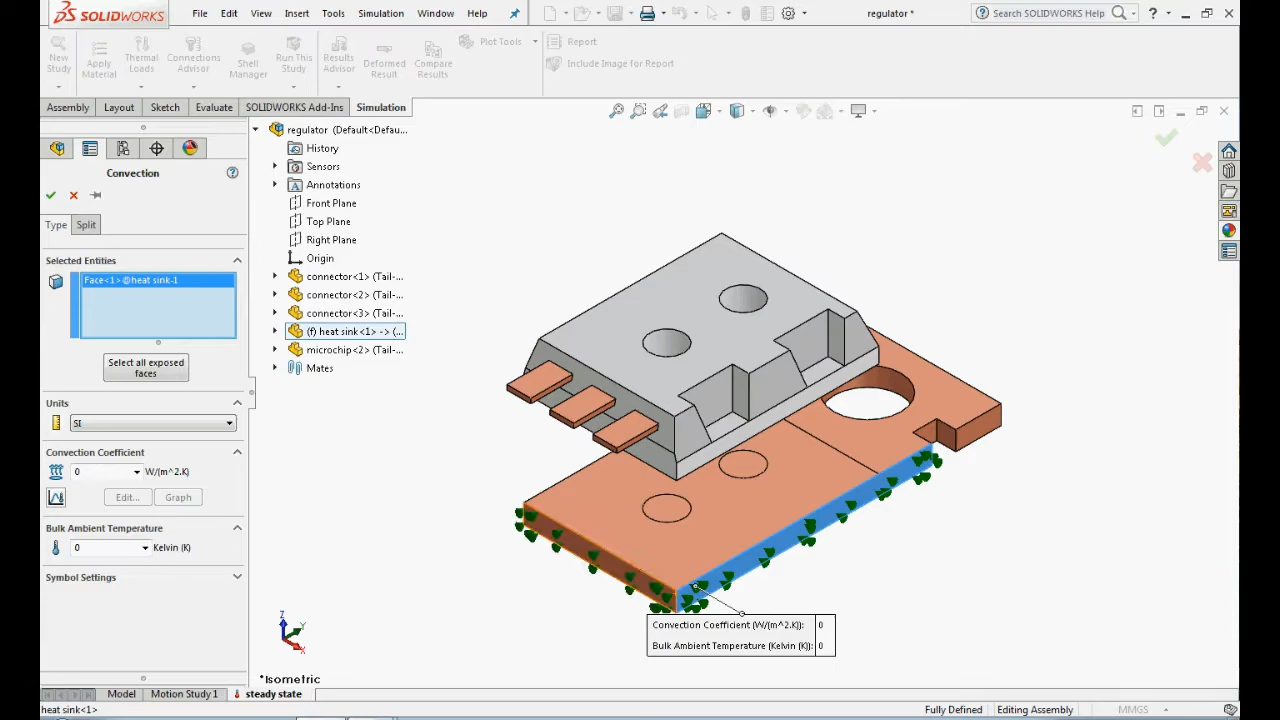 SOLIDWORKS
File Edit View Insert Tools Simulation Window Help
regulator *
Search SOLIDWORKS Help
?
New Study
Apply Material
Thermal Loads
Connections Advisor
Shell Manager
Run This Study
Results Advisor
Deformed Result
Compare Results
Plot Tools
Report
Include Image for Report
Assembly Layout Sketch Evaluate SOLIDWORKS Add-Ins Simulation
Convection
?
Type Split
Selected Entities
Face<1>@heat sink-1
Select all exposed
faces
Units
SI
Convection Coefficient
0 W/(m^2.K)
Edit... Graph
Bulk Ambient Temperature
0 Kelvin (K)
Symbol Settings
regulator (Default<Defau...
History
Sensors
A Annotations
Front Plane
Top Plane
Right Plane
Origin
connector<1> (Tail-...
connector<2> (Tail-...
connector<3> (Tail-...
(f) heat sink<1> -> (...
microchip<2> (Tail-...
Mates
Convection Coefficient (W/(m^2.K)): 0
Bulk Ambient Temperature (Kelvin (K)): 0
Z
Y
X
*Isometric
Model Motion Study 1 steady state
heat sink<1>
Fully Defined Editing Assembly MMGS